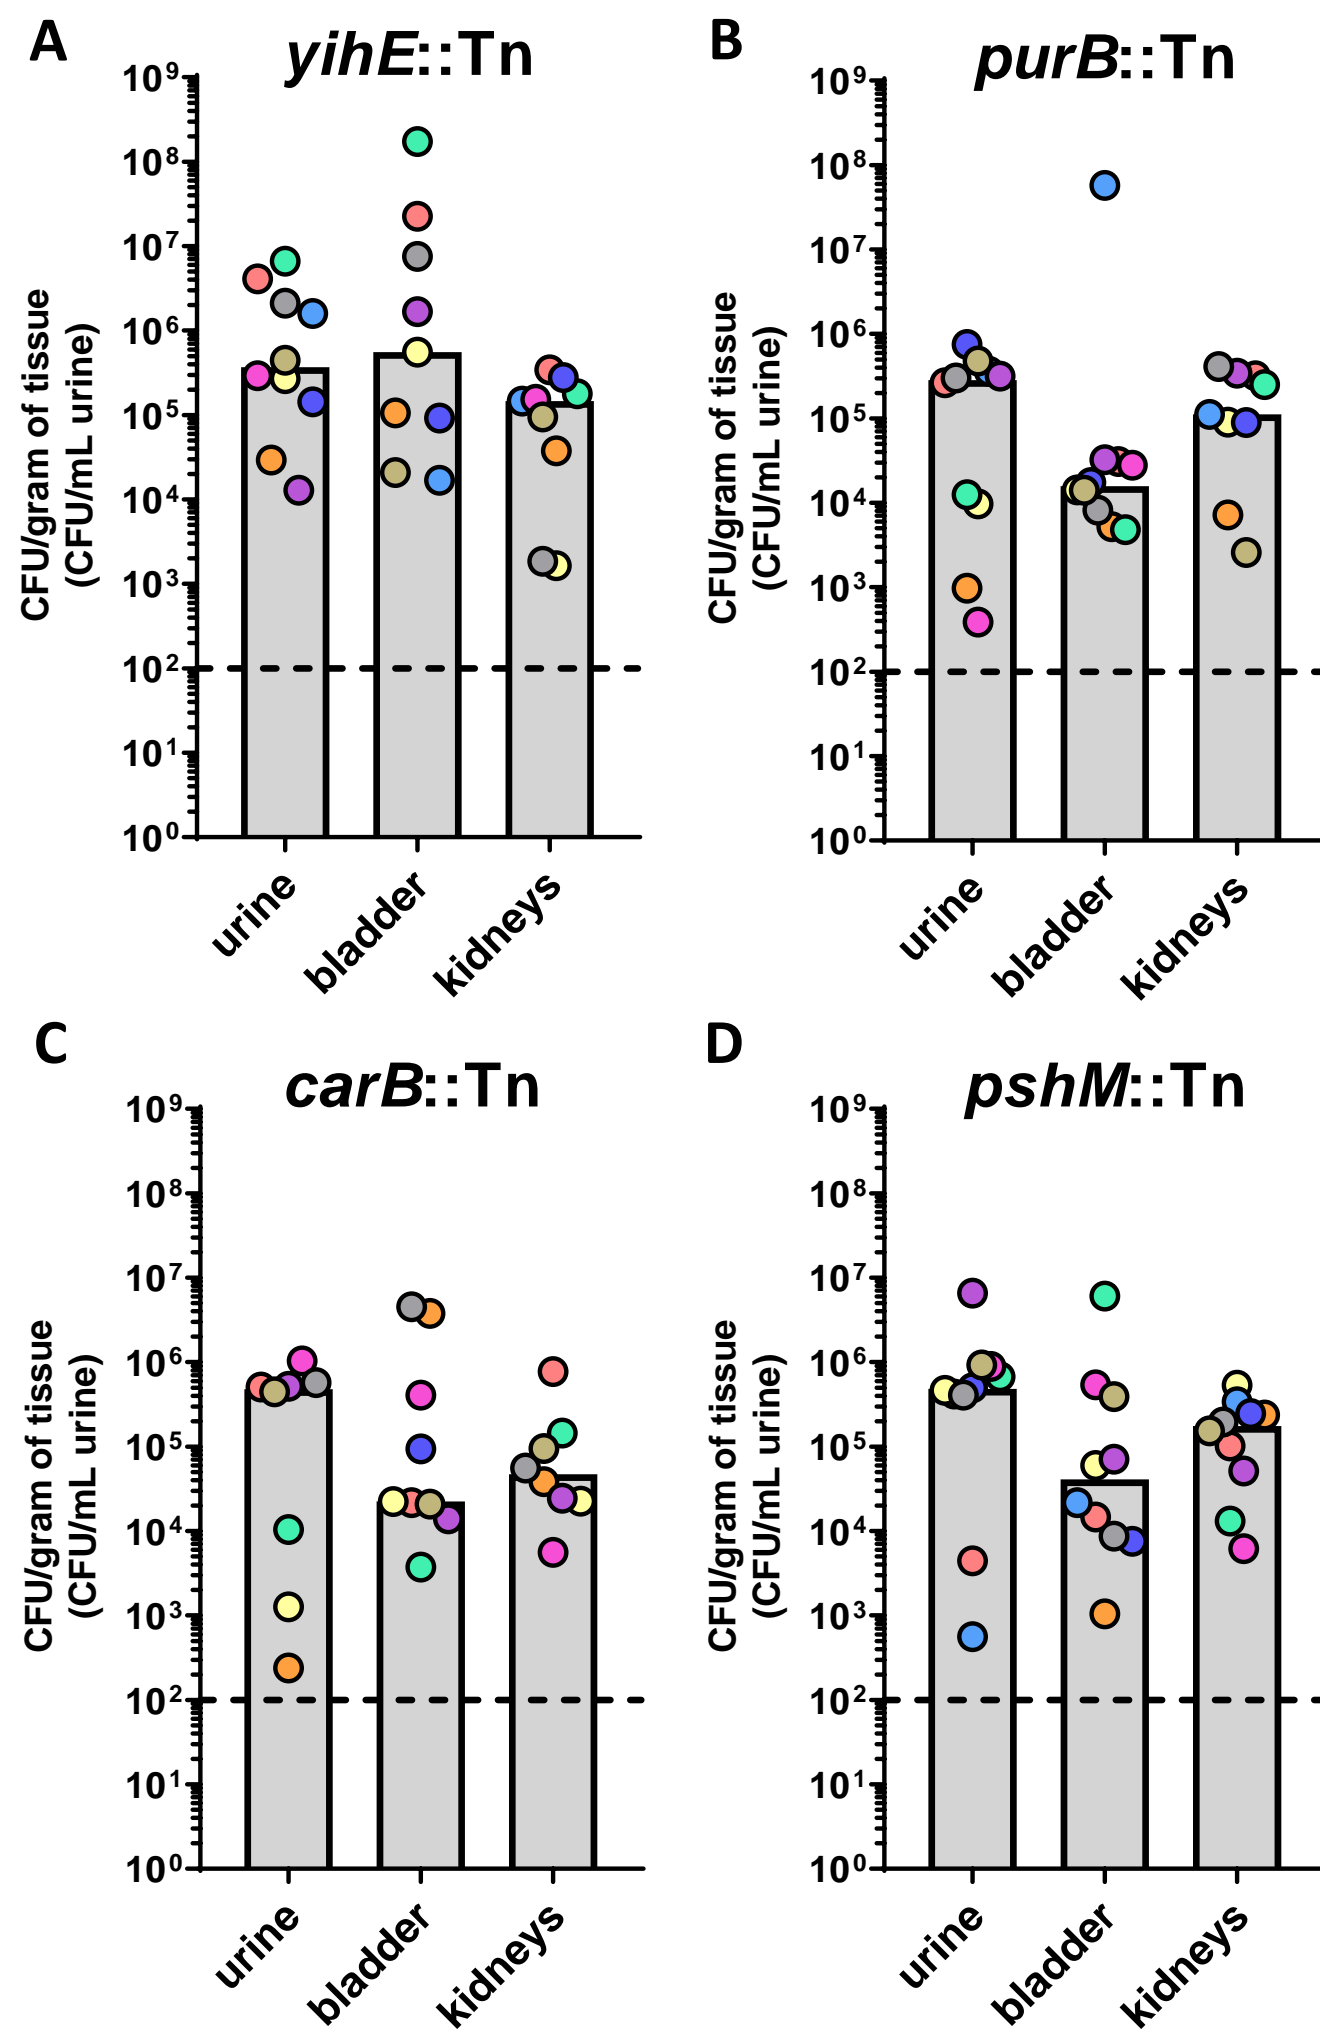 A
yihE::Tn
10⁹
10⁸
10⁷
10⁶
10⁵
10⁴
10³
10²
10¹
10⁰
CFU/gram of tissue
(CFU/mL urine)
urine
bladder
kidneys
B
purB::Tn
10⁹
10⁸
10⁷
10⁶
10⁵
10⁴
10³
10²
10¹
10⁰
CFU/gram of tissue
(CFU/mL urine)
urine
bladder
kidneys
C
carB::Tn
10⁹
10⁸
10⁷
10⁶
10⁵
10⁴
10³
10²
10¹
10⁰
CFU/gram of tissue
(CFU/mL urine)
urine
bladder
kidneys
D
pshM::Tn
10⁹
10⁸
10⁷
10⁶
10⁵
10⁴
10³
10²
10¹
10⁰
CFU/gram of tissue
(CFU/mL urine)
urine
bladder
kidneys